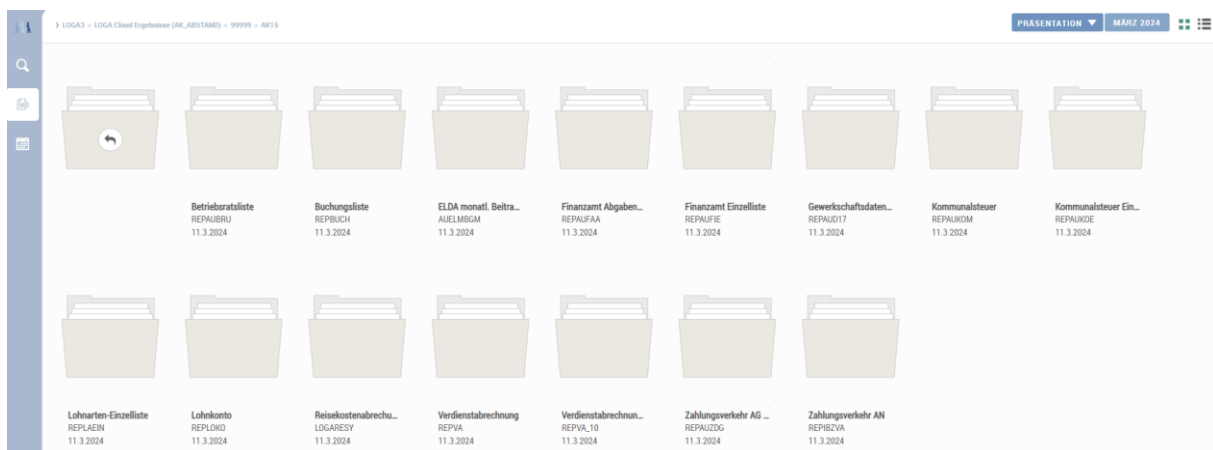 > LOGA3 > LOGA Cloud Ergebnisse (AK_ABSTAND) > 99999 > AK16
PRÄSENTATION ▼ MÄRZ 2024
Betriebsratsliste
REPAUBRU
11.3.2024
Buchungsliste
REPBUCH
11.3.2024
ELDA monatl. Beitra...
AUELMBGM
11.3.2024
Finanzamt Abgaben...
REPAUFAA
11.3.2024
Finanzamt Einzelliste
REPAUFIE
11.3.2024
Gewerkschaftsdaten...
REPAUD17
11.3.2024
Kommunalsteuer
REPAUKOM
11.3.2024
Kommunalsteuer Ein...
REPAUKOE
11.3.2024
Lohnarten-Einzelliste
REPLAEIN
11.3.2024
Lohnkonto
REPLOKO
11.3.2024
Reisekostenabrechu...
LOGARESY
11.3.2024
Verdienstabrechnung
REPVA
11.3.2024
Verdienstabrechnun...
REPVA_10
11.3.2024
Zahlungsverkehr AG ...
REPAUZDG
11.3.2024
Zahlungsverkehr AN
REPIBZVA
11.3.2024